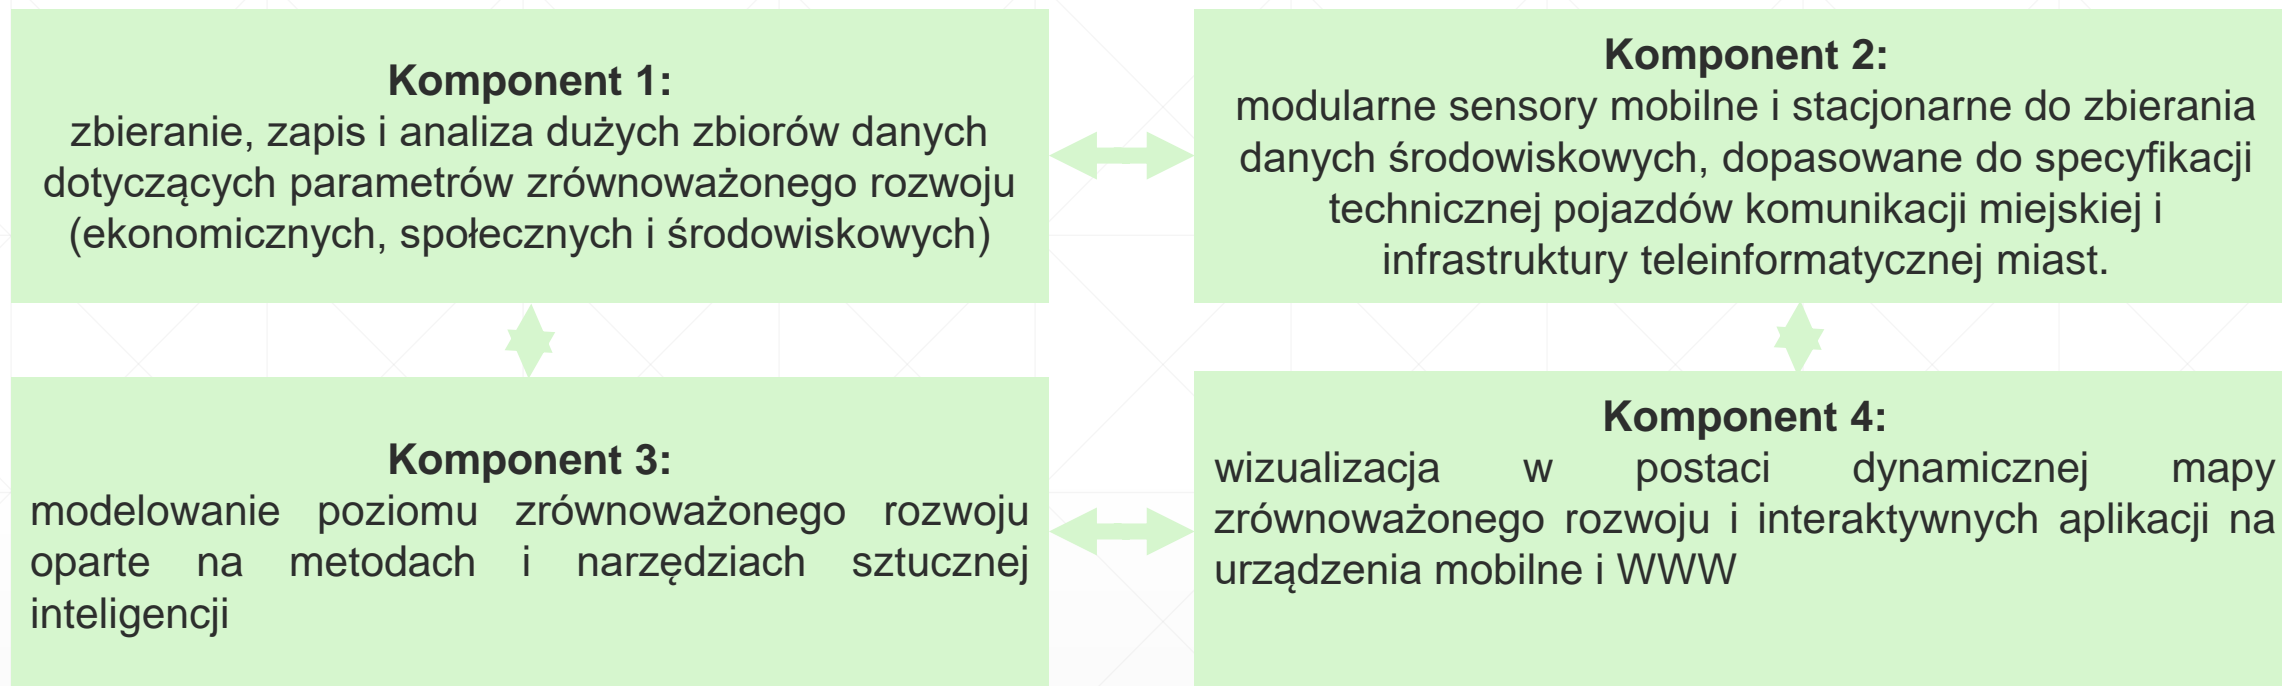 Komponent 1:
zbieranie, zapis i analiza dużych zbiorów danych
dotyczących parametrów zrównoważonego rozwoju
(ekonomicznych, społecznych i środowiskowych)
Komponent 2:
modularne sensory mobilne i stacjonarne do zbierania
danych środowiskowych, dopasowane do specyfikacji
technicznej pojazdów komunikacji miejskiej i
infrastruktury teleinformatycznej miast.
Komponent 3:
modelowanie poziomu zrównoważonego rozwoju
oparte na metodach i narzędziach sztucznej
inteligencji
Komponent 4:
wizualizacja w postaci dynamicznej mapy
zrównoważonego rozwoju i interaktywnych aplikacji na
urządzenia mobilne i WWW